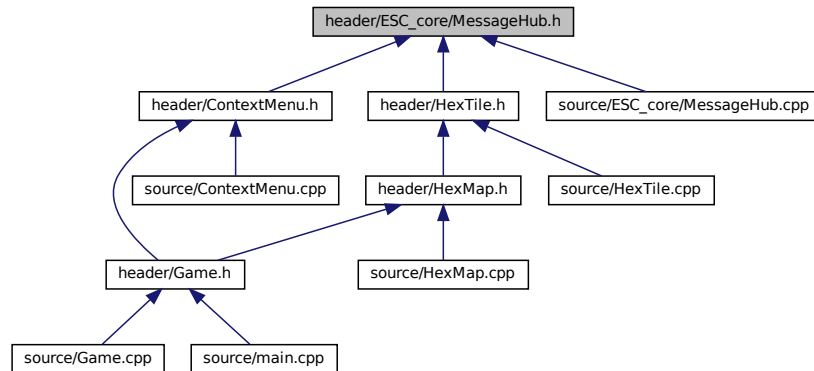 header/ESC_core/MessageHub.h
header/ContextMenu.h
header/HexTile.h
source/ESC_core/MessageHub.cpp
source/ContextMenu.cpp
header/HexMap.h
source/HexTile.cpp
header/Game.h
source/HexMap.cpp
source/Game.cpp
source/main.cpp